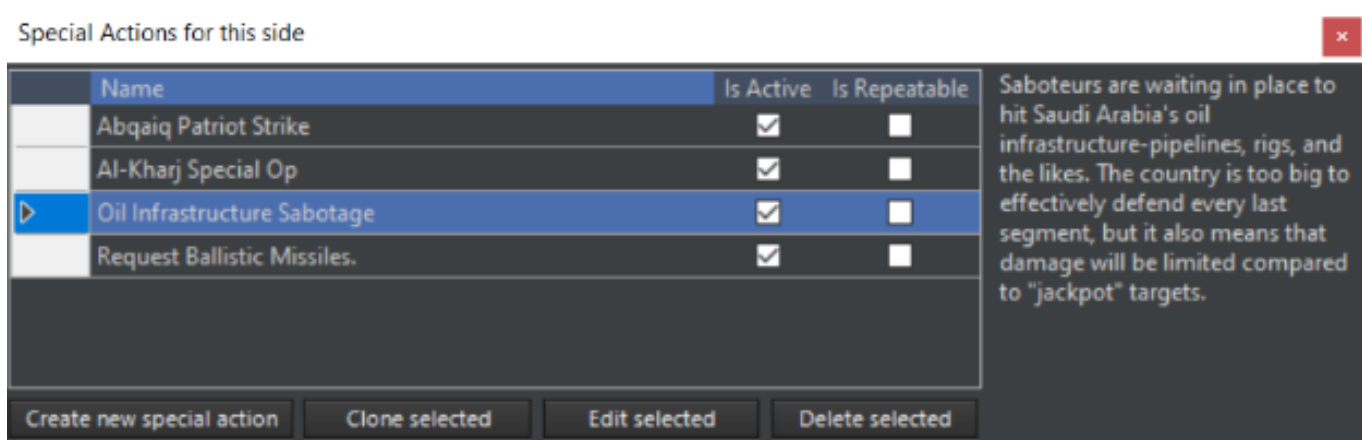 Special Actions for this side
×
Name Is Active Is Repeatable
Abqaiq Patriot Strike
Al-Kharj Special Op
Oil Infrastructure Sabotage
Request Ballistic Missiles.
Saboteurs are waiting in place to
hit Saudi Arabia's oil
infrastructure-pipelines, rigs, and
the likes. The country is too big to
effectively defend every last
segment, but it also means that
damage will be limited compared
to "jackpot" targets.
Create new special action Clone selected Edit selected Delete selected